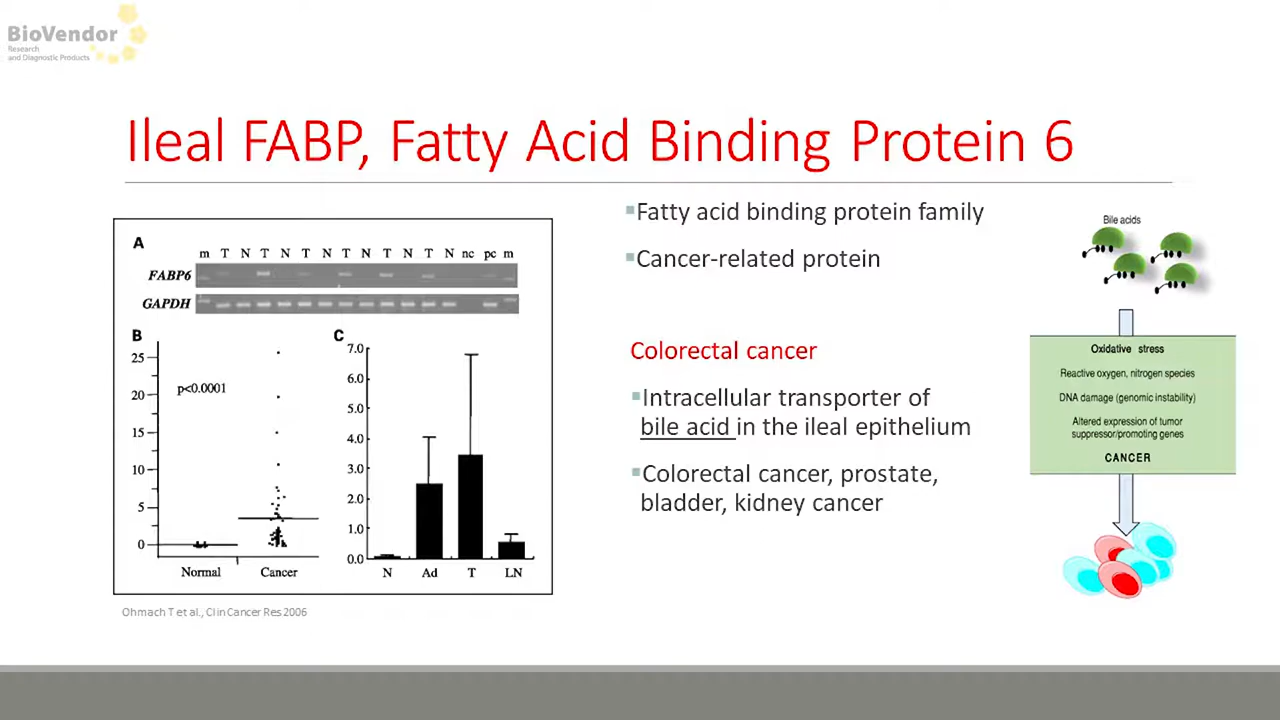 BioVendor
Research
and Diagnostic Products
Ileal FABP, Fatty Acid Binding Protein 6
A
m T N T N T N T N T N T N nc pc m
FABP6
GAPDH
B
25
20
15
10
5
0
p<0.0001
Normal Cancer
C
7.0
6.0
5.0
4.0
3.0
2.0
1.0
0.0
N Ad T LN
Ohmach T et al., Clin Cancer Res 2006
Fatty acid binding protein family
Cancer-related protein
Colorectal cancer
Intracellular transporter of
bile acid in the ileal epithelium
Colorectal cancer, prostate,
bladder, kidney cancer
Bile acids
Oxidative stress
Reactive oxygen, nitrogen species
DNA damage (genomic instability)
Altered expression of tumor
suppressor/promoting genes
CANCER